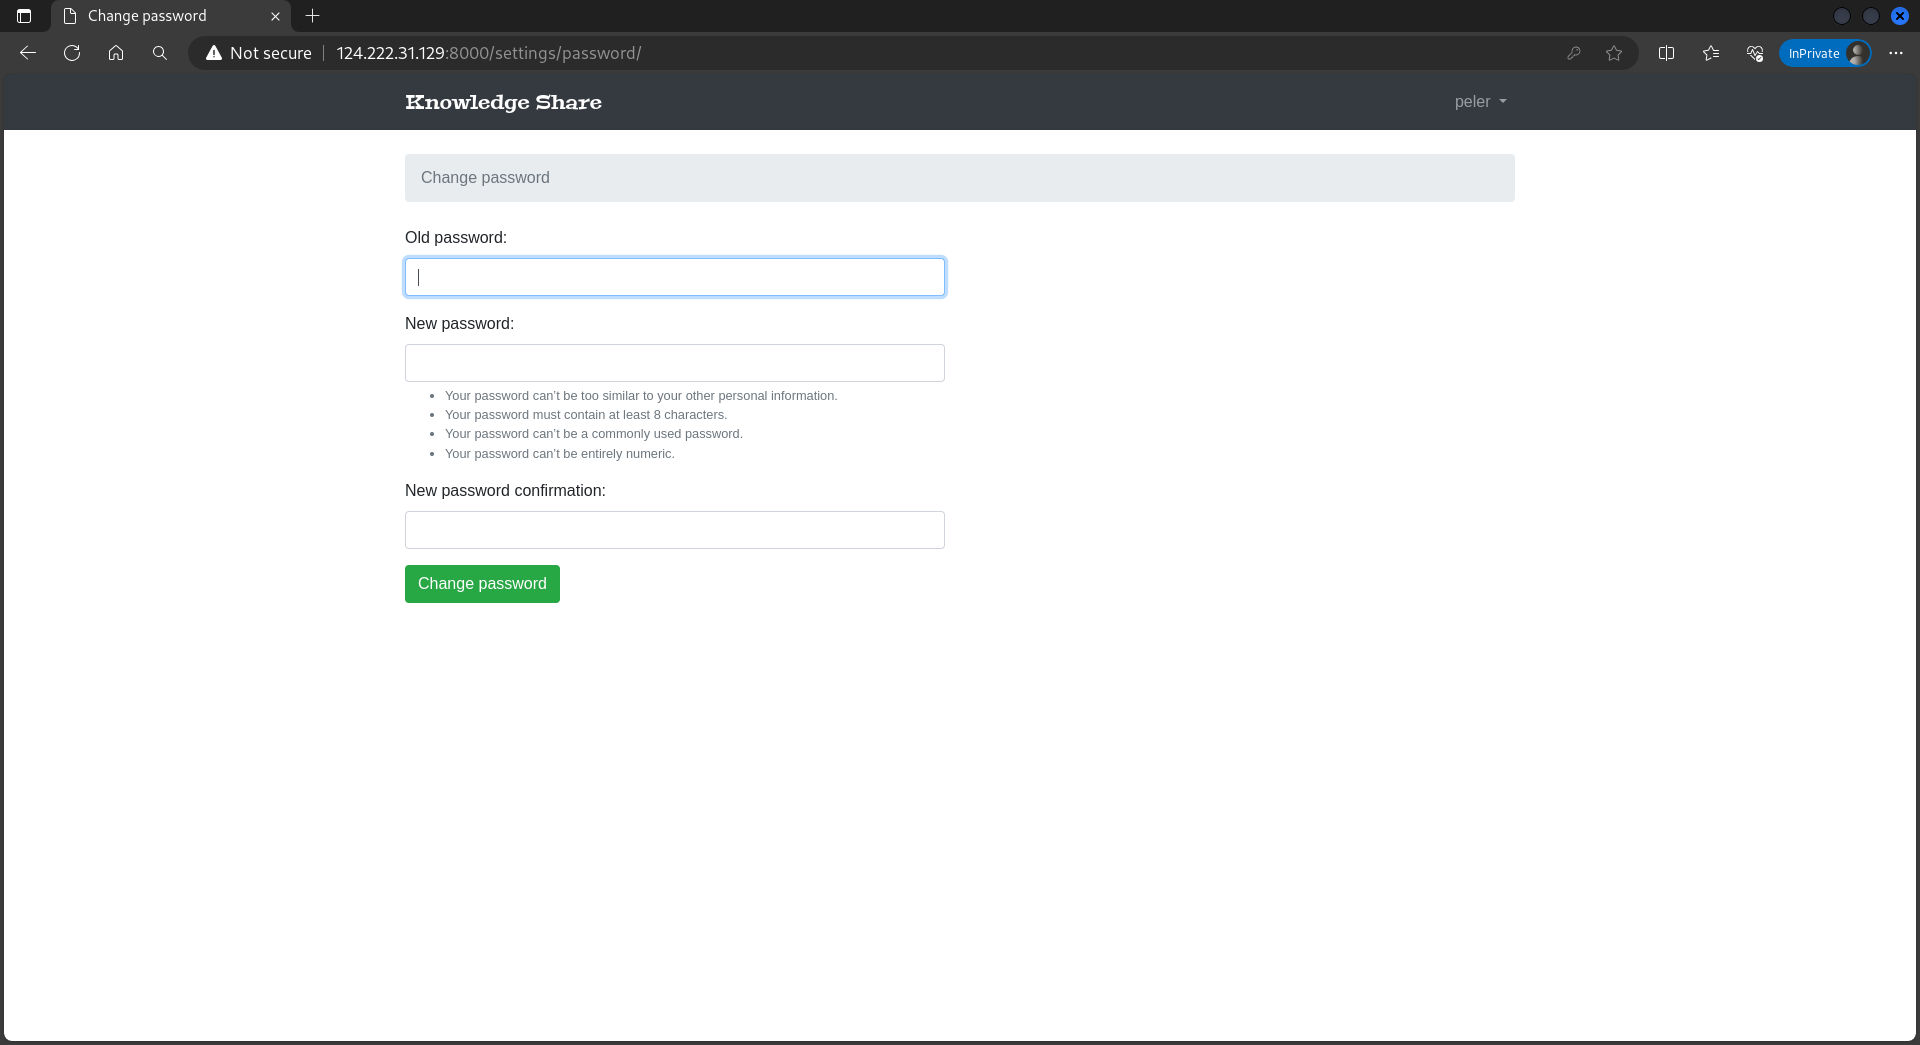 Change password
Not secure
124.222.31.129:8000/settings/password/
InPrivate
Knowledge Share
peler
Change password
Old password:
New password:
Your password can’t be too similar to your other personal information.
Your password must contain at least 8 characters.
Your password can’t be a commonly used password.
Your password can’t be entirely numeric.
New password confirmation:
Change password